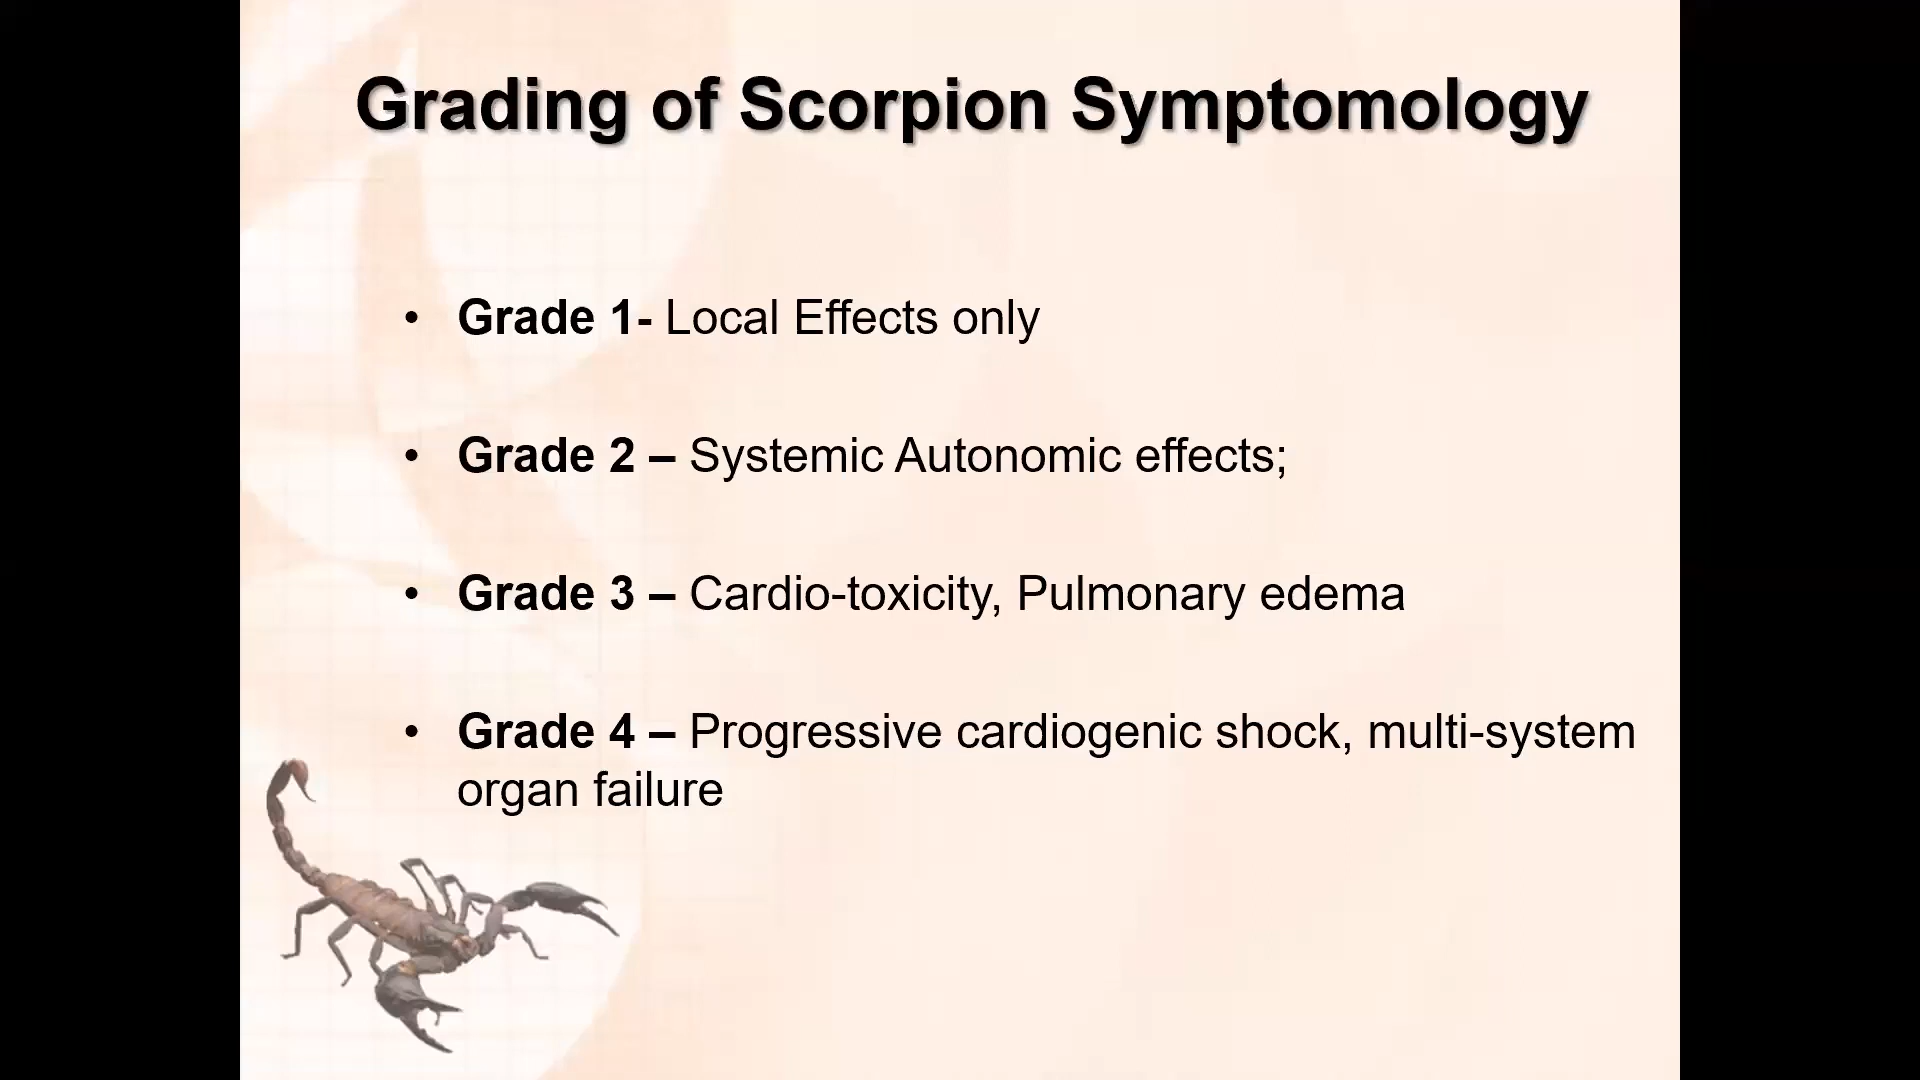 Grading of Scorpion Symptomology
• Grade 1- Local Effects only
• Grade 2 – Systemic Autonomic effects;
• Grade 3 – Cardio-toxicity, Pulmonary edema
• Grade 4 – Progressive cardiogenic shock, multi-system
organ failure